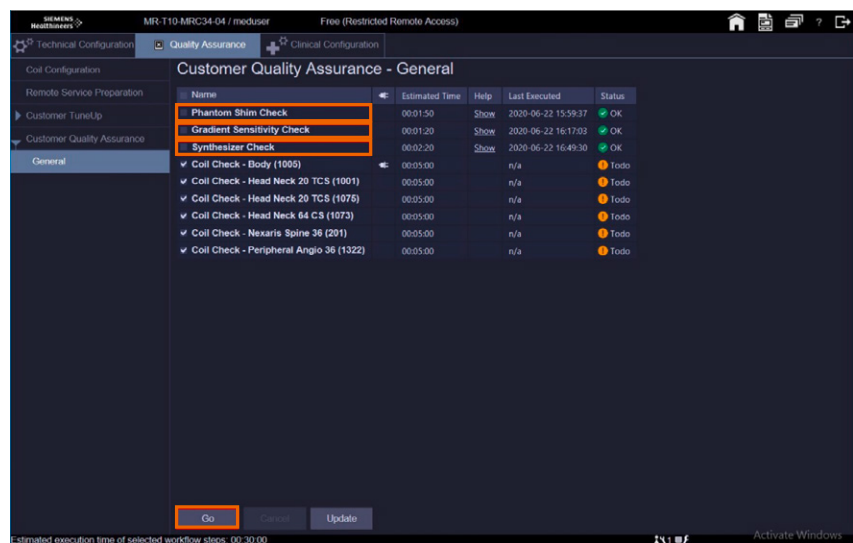 SIEMENS
Healthineers
MR-T10-MRC34-04 / meduser
Free (Restricted Remote Access)
?
Technical Configuration
Quality Assurance
Clinical Configuration
Coil Configuration
Remote Service Preparation
Customer TuneUp
Customer Quality Assurance
General
Customer Quality Assurance - General
Name Estimated Time Help Last Executed Status
Phantom Shim Check 00:01:50 Show 2020-06-22 15:59:37 OK
Gradient Sensitivity Check 00:01:20 Show 2020-06-22 16:17:03 OK
Synthesizer Check 00:02:20 Show 2020-06-22 16:49:30 OK
Coil Check - Body (1005) 00:05:00 n/a Todo
Coil Check - Head Neck 20 TCS (1001) 00:05:00 n/a Todo
Coil Check - Head Neck 20 TCS (1075) 00:05:00 n/a Todo
Coil Check - Head Neck 64 CS (1073) 00:05:00 n/a Todo
Coil Check - Nexaris Spine 36 (201) 00:05:00 n/a Todo
Coil Check - Peripheral Angio 36 (1322) 00:05:00 n/a Todo
Go Cancel Update
Estimated execution time of selected workflow steps: 00:30:00
Activate Windows